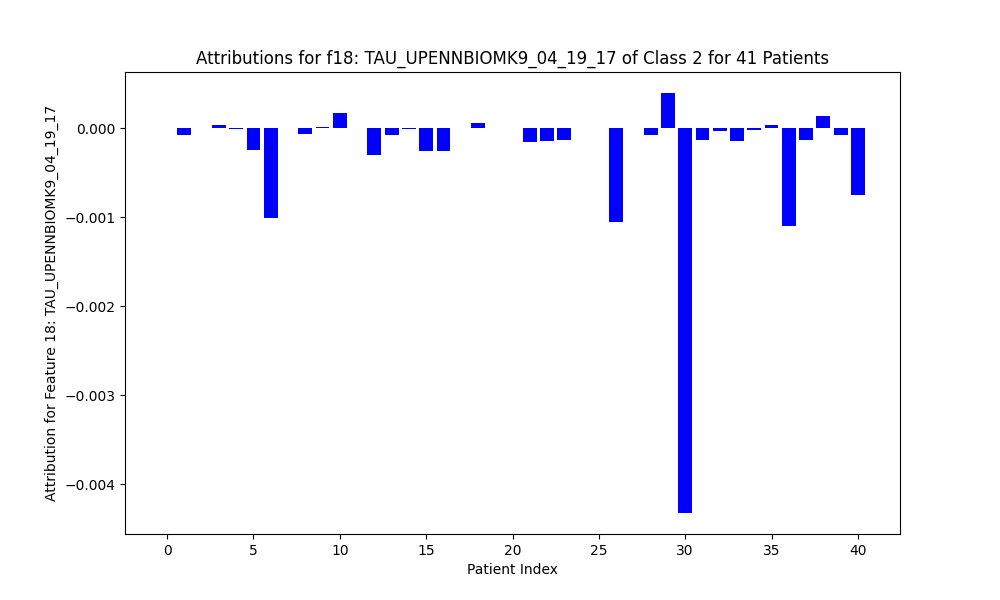 Attributions for f18: TAU_UPENNBIOMK9_04_19_17 of Class 2 for 41 Patients
Attribution for Feature 18: TAU_UPENNBIOMK9_04_19_17
0.000
−0.001
−0.002
−0.003
−0.004
0 5 10 15 20 25 30 35 40
Patient Index